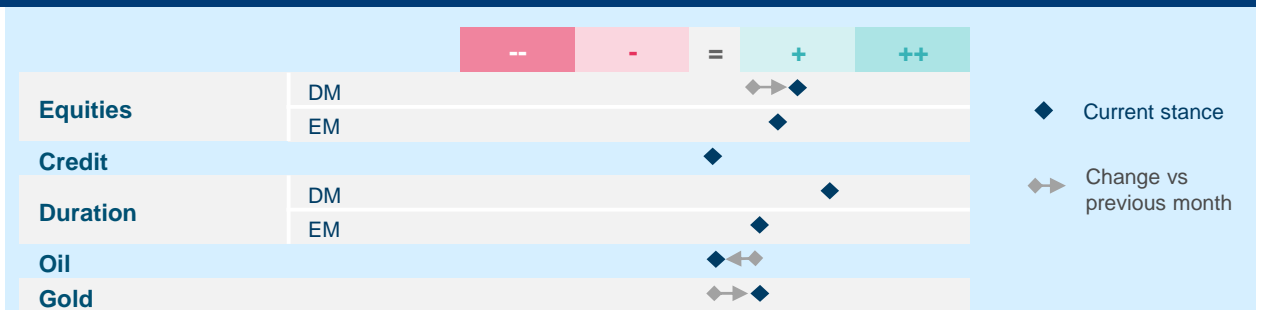 -- - = + ++
Equities
DM
EM
Credit
Duration
DM
EM
Oil
Gold
Current stance
Change vs
previous month